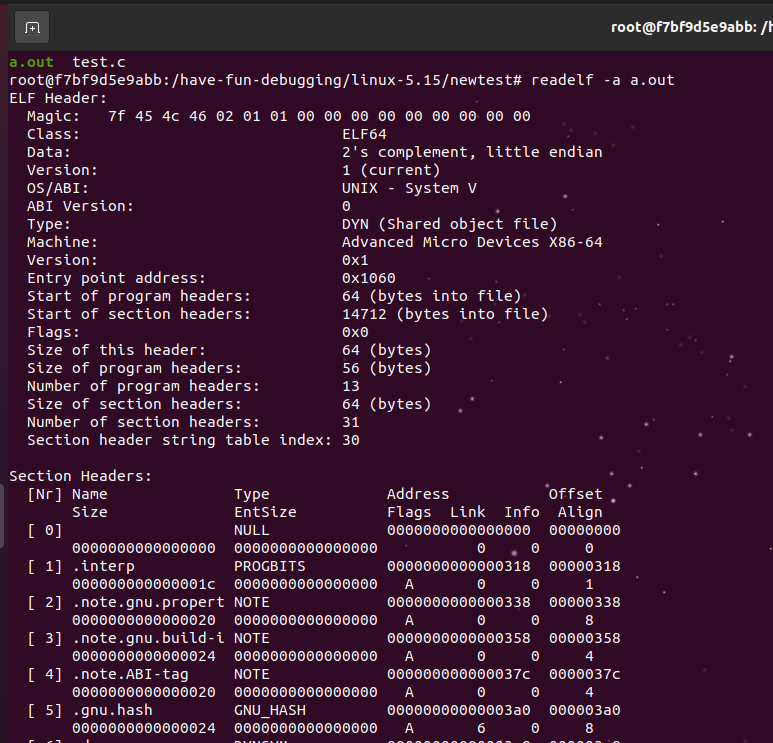 root@f7bf9d5e9abb: /h
a.out  test.c
root@f7bf9d5e9abb:/have-fun-debugging/linux-5.15/newtest# readelf -a a.out
ELF Header:
  Magic:   7f 45 4c 46 02 01 01 00 00 00 00 00 00 00 00 00
  Class:                             ELF64
  Data:                              2's complement, little endian
  Version:                           1 (current)
  OS/ABI:                            UNIX - System V
  ABI Version:                       0
  Type:                              DYN (Shared object file)
  Machine:                           Advanced Micro Devices X86-64
  Version:                           0x1
  Entry point address:               0x1060
  Start of program headers:          64 (bytes into file)
  Start of section headers:          14712 (bytes into file)
  Flags:                             0x0
  Size of this header:               64 (bytes)
  Size of program headers:           56 (bytes)
  Number of program headers:         13
  Size of section headers:           64 (bytes)
  Number of section headers:         31
  Section header string table index: 30
Section Headers:
  [Nr] Name              Type             Address           Offset
       Size              EntSize          Flags  Link  Info  Align
  [ 0]                   NULL             0000000000000000  00000000
       0000000000000000  0000000000000000           0     0     0
  [ 1] .interp           PROGBITS         0000000000000318  00000318
       000000000000001c  0000000000000000   A       0     0     1
  [ 2] .note.gnu.propert NOTE             0000000000000338  00000338
       0000000000000020  0000000000000000   A       0     0     8
  [ 3] .note.gnu.build-i NOTE             0000000000000358  00000358
       0000000000000024  0000000000000000   A       0     0     4
  [ 4] .note.ABI-tag     NOTE             000000000000037c  0000037c
       0000000000000020  0000000000000000   A       0     0     4
  [ 5] .gnu.hash         GNU_HASH         00000000000003a0  000003a0
       0000000000000024  0000000000000000   A       6     0     8